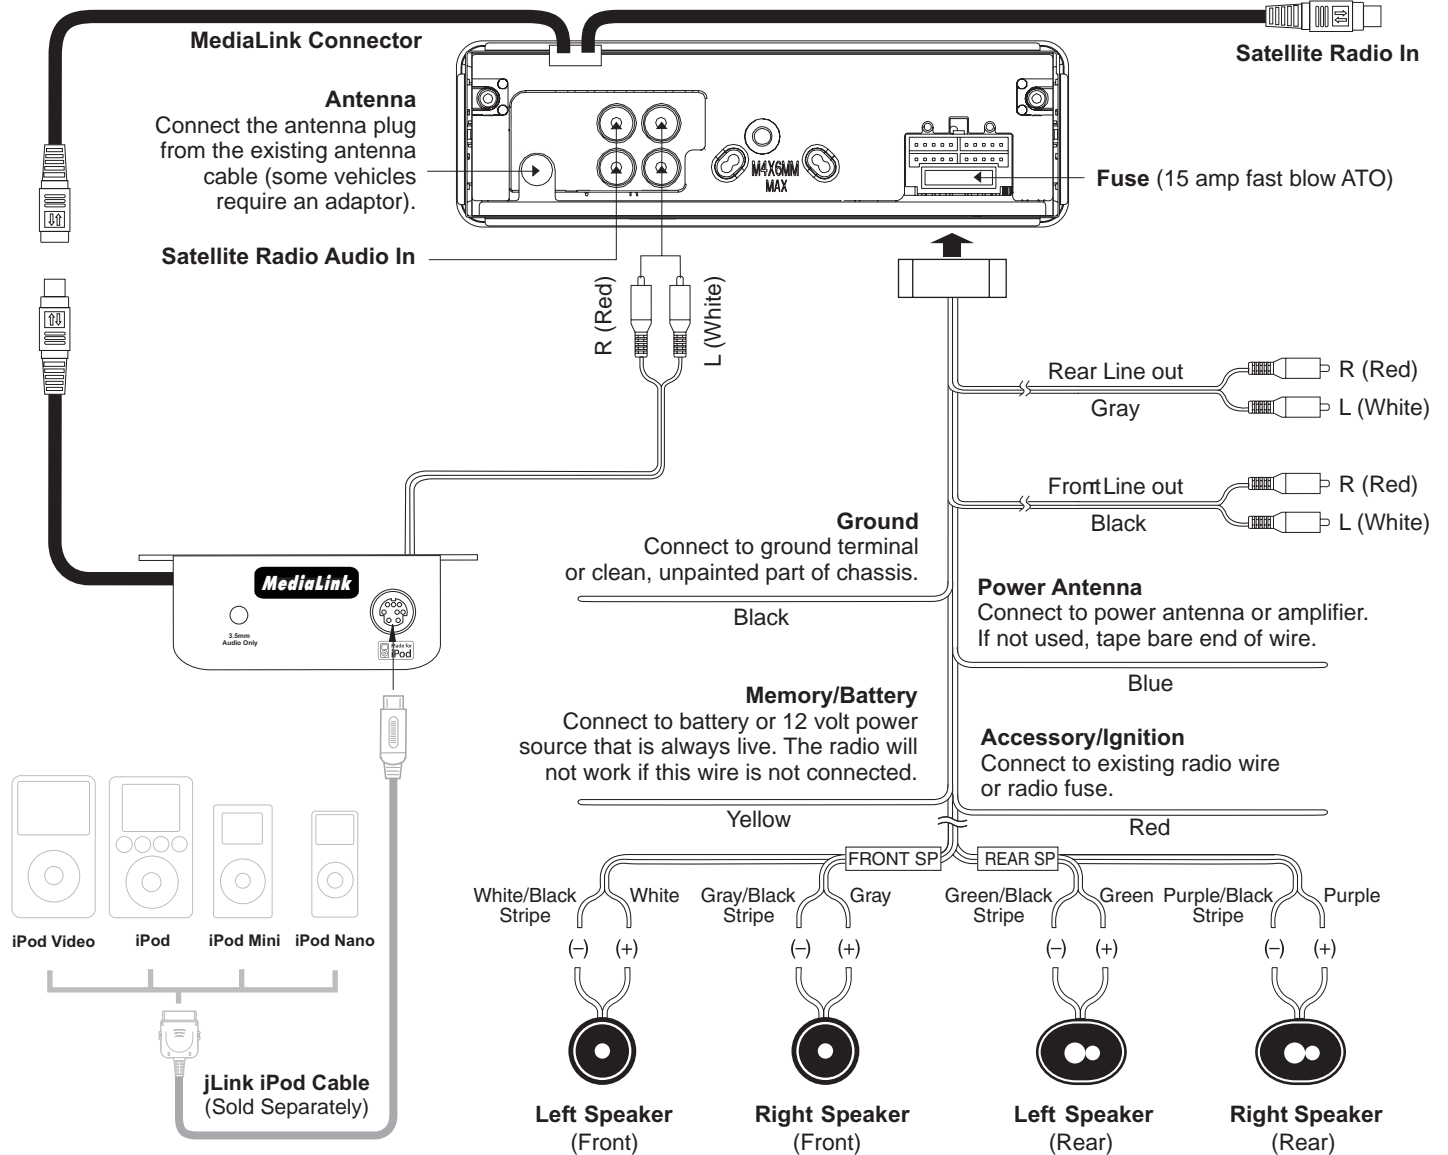 MediaLink Connector
Satellite Radio In
Antenna
Connect the antenna plug
from the existing antenna
cable (some vehicles
require an adaptor).
M4X6MM
MAX
Fuse (15 amp fast blow ATO)
Satellite Radio Audio In
R (Red)
L (White)
Rear Line out
Gray
R (Red)
L (White)
Front Line out
Black
R (Red)
L (White)
Ground
Connect to ground terminal
or clean, unpainted part of chassis.
Black
MediaLink
3.5mm
Audio Only
Made for
iPod
Power Antenna
Connect to power antenna or amplifier.
If not used, tape bare end of wire.
Blue
Memory/Battery
Connect to battery or 12 volt power
source that is always live. The radio will
not work if this wire is not connected.
Yellow
Accessory/Ignition
Connect to existing radio wire
or radio fuse.
Red
FRONT SP
REAR SP
White/Black
Stripe
White
Gray/Black
Stripe
Gray
Green/Black
Stripe
Green
Purple/Black
Stripe
Purple
(–) (+)
(–) (+)
(–) (+)
(–) (+)
iPod Video
iPod
iPod Mini
iPod Nano
jLink iPod Cable
(Sold Separately)
Left Speaker
(Front)
Right Speaker
(Front)
Left Speaker
(Rear)
Right Speaker
(Rear)